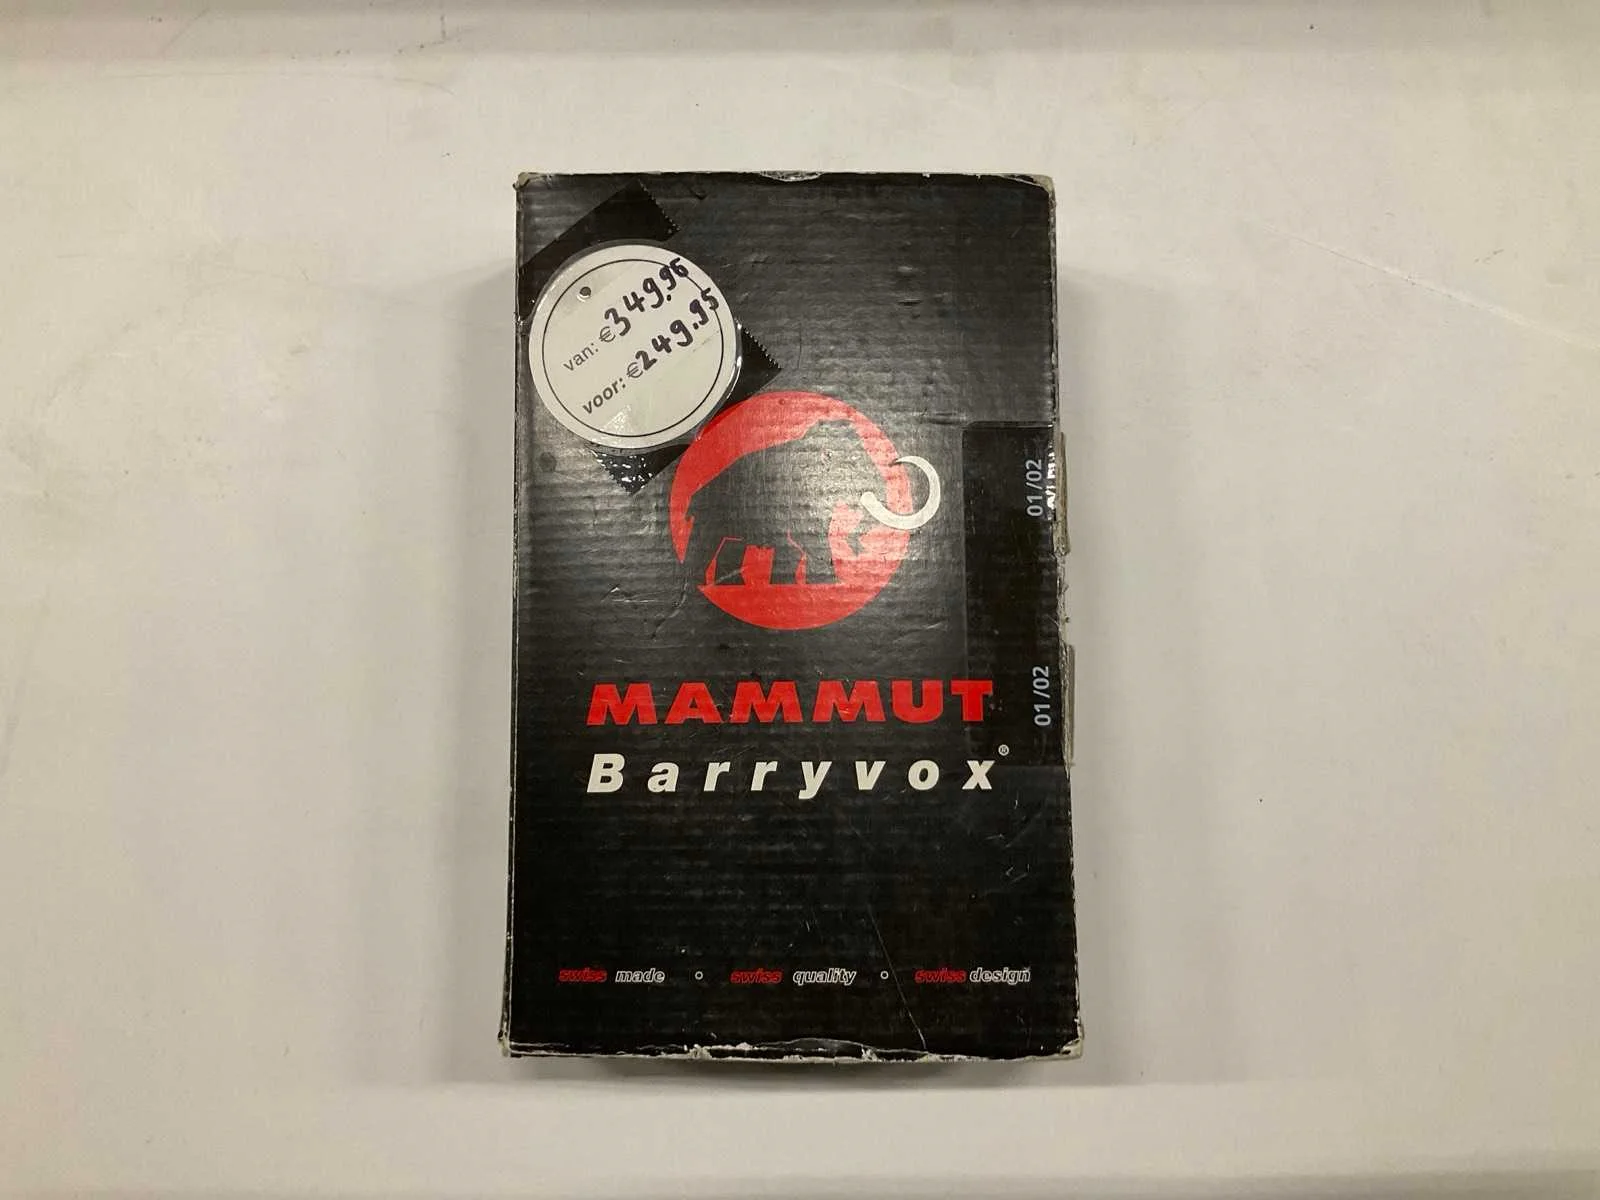 van: €349,95
voor: €249.95
01/02
01/02
MAMMUT
Barryvox®
swiss made ° swiss quality ° swiss design